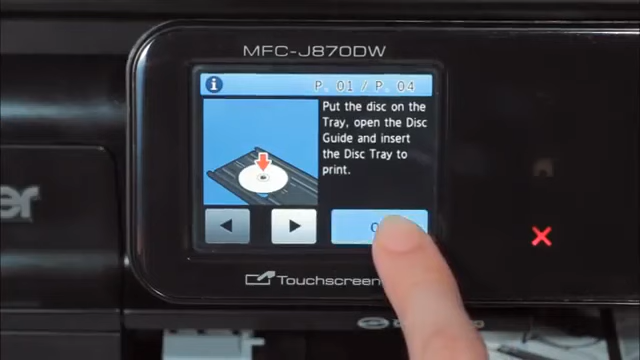 MFC-J870DW
P. 01 / P. 04
Put the disc on the
Tray, open the Disc
Guide and insert
the Disc Tray to
print.
Touchscreen